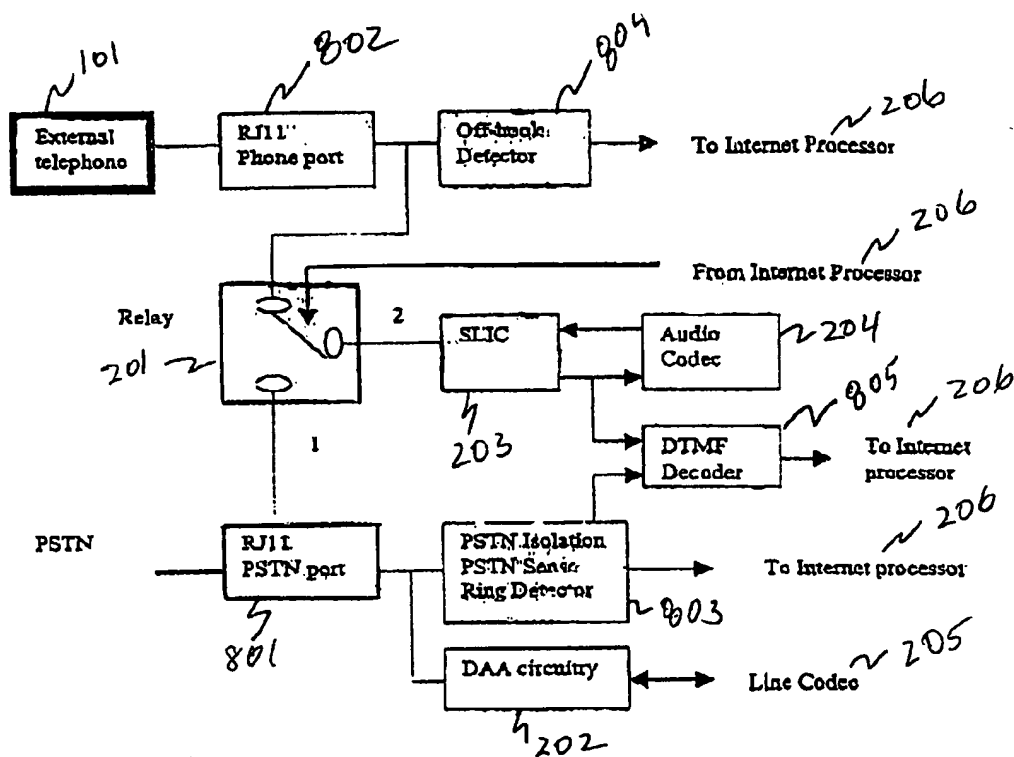 101
802
804
206
External
telephone
RJ11"
Phone port
Off-hook
Detector
To Internet Processor
206
From Internet Processor
Relay
201
2
SLIC
203
Audio
Codec
204
805
206
DTMF
Decoder
To Internet
processor
1
206
PSTN
RJ11
PSTN port
801
PSTN Isolation
PSTN
Ring Detector
803
To Internet processor
DAA circuitry
202
Line Codec
205